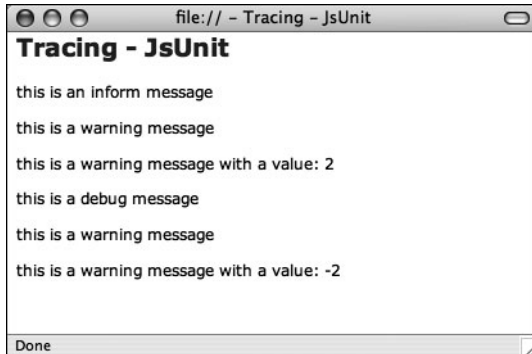 file:// – Tracing – JsUnit
Tracing - JsUnit
this is an inform message
this is a warning message
this is a warning message with a value: 2
this is a debug message
this is a warning message
this is a warning message with a value: -2
Done